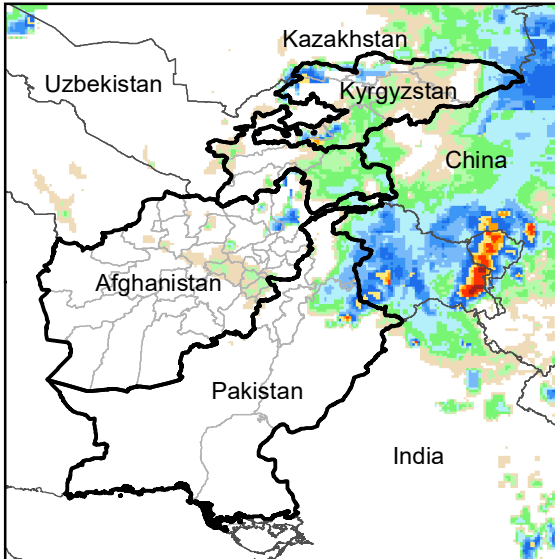 Kazakhstan
Uzbekistan
Kyrgyzstan
China
Afghanistan
Pakistan
India